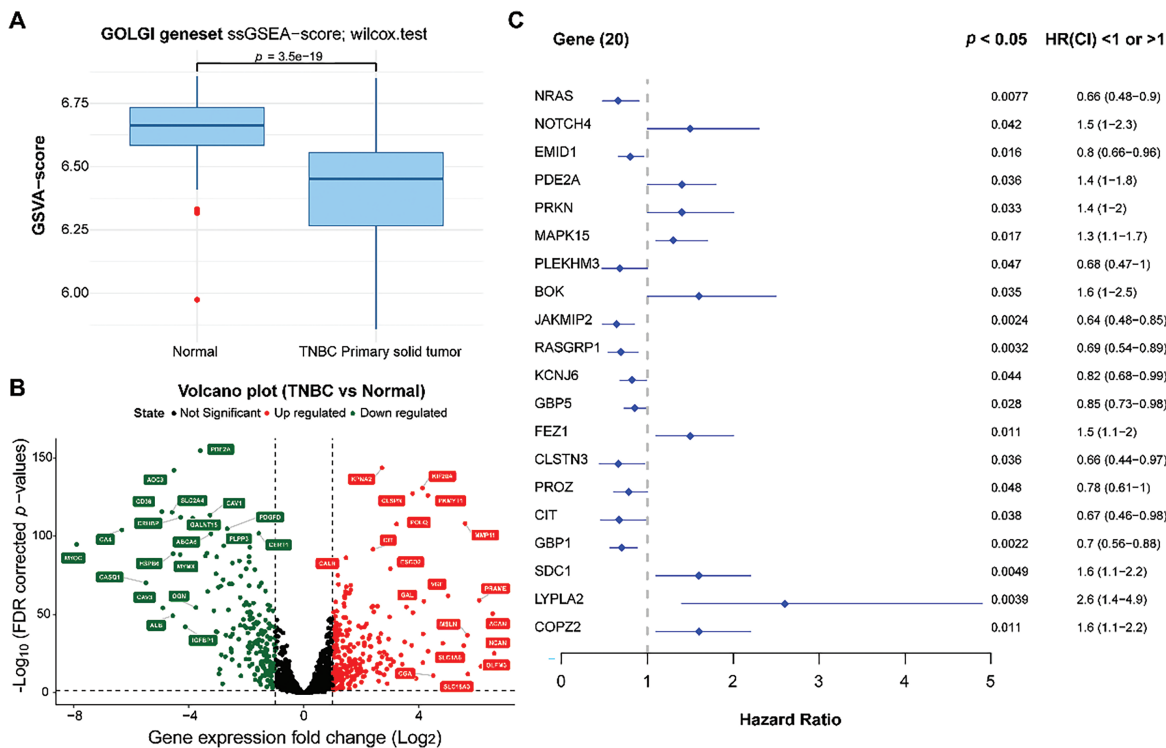 A
GOLGI geneset ssGSEA-score; wilcox.test
p = 3.5e-19
6.75
6.50
6.25
6.00
GSVA-score
Normal
TNBC Primary solid tumor
B
Volcano plot (TNBC vs Normal)
State • Not Significant • Up regulated • Down regulated
150
100
50
0
-Log10 (FDR corrected p-values)
PDE2A
AOC3
CD36
SLC2A4
CAV1
GALNT15
PDGFD
CA4
ABCA6
PLPP3
MYOC
HSPB6
MYMX
CASQ1
CAV3
OGN
ALB
IGFBP1
KPNA2
KIF20A
CLSPN
PKMYT1
POLQ
MMP11
CIT
CALR
ESCO2
VGF
PRAME
GAL
MSLN
ACAN
NCAN
DLFM3
CGA
-8
-4
0
4
Gene expression fold change (Log2)
C
Gene (20) p < 0.05 HR(CI) <1 or >1
NRAS 0.0077 0.66 (0.48-0.9)
NOTCH4 0.042 1.5 (1-2.3)
EMID1 0.016 0.8 (0.66-0.96)
PDE2A 0.036 1.4 (1-1.8)
PRKN 0.033 1.4 (1-2)
MAPK15 0.017 1.3 (1.1-1.7)
PLEKHM3 0.047 0.68 (0.47-1)
BOK 0.035 1.6 (1-2.5)
JAKMIP2 0.0024 0.64 (0.48-0.85)
RASGRP1 0.0032 0.69 (0.54-0.89)
KCNJ6 0.044 0.82 (0.68-0.99)
GBP5 0.028 0.85 (0.73-0.98)
FEZ1 0.011 1.5 (1.1-2)
CLSTN3 0.036 0.66 (0.44-0.97)
PROZ 0.048 0.78 (0.61-1)
CIT 0.038 0.67 (0.46-0.98)
GBP1 0.0022 0.7 (0.56-0.88)
SDC1 0.0049 1.6 (1.1-2.2)
LYPLA2 0.0039 2.6 (1.4-4.9)
COPZ2 0.011 1.6 (1.1-2.2)
0 1 2 3 4 5
Hazard Ratio